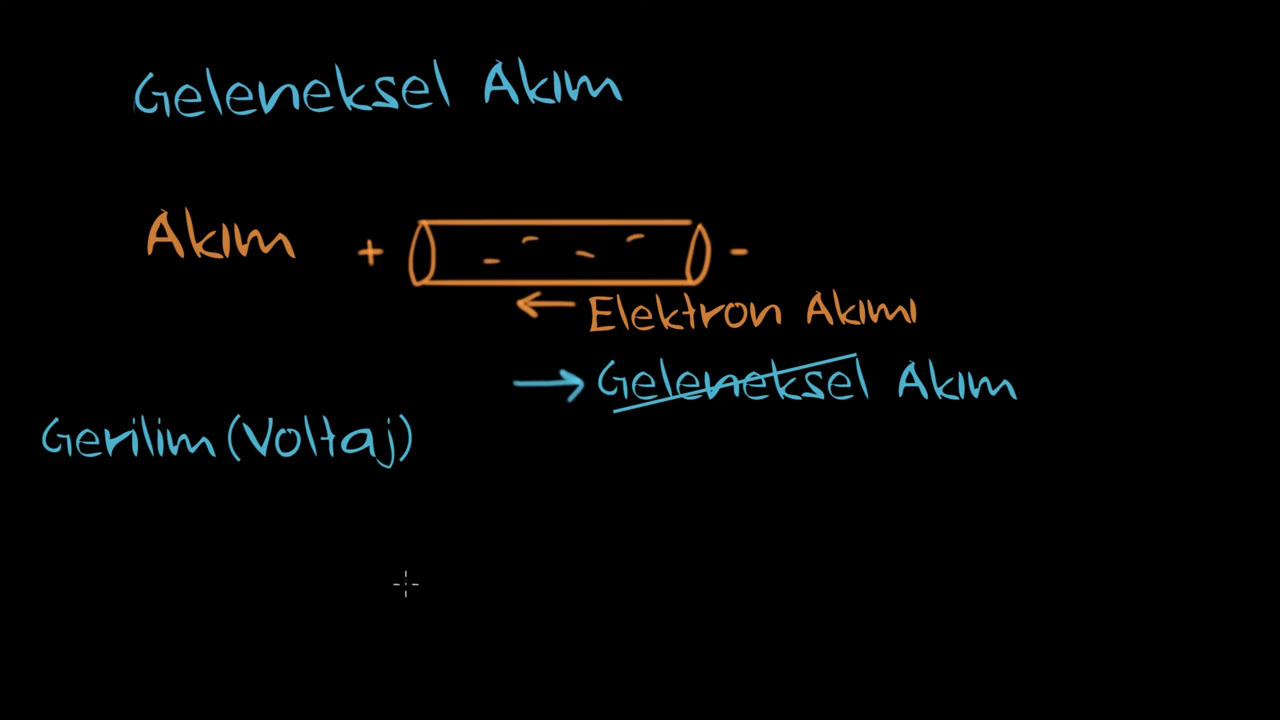 Geleneksel Akım
Akım + -
← Elektron Akımı
→ Geleneksel Akım
Gerilim (Voltaj)